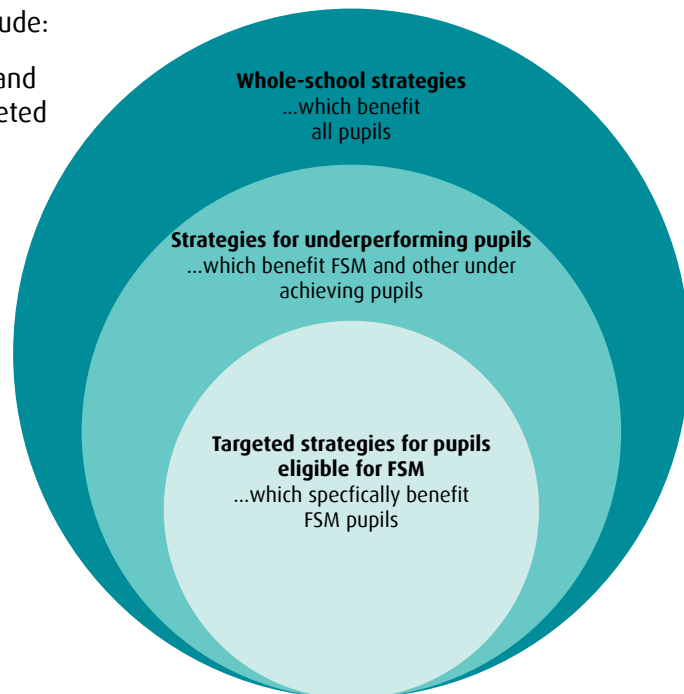 ude:
and
eted
Whole-school strategies
...which benefit
all pupils
Strategies for underperforming pupils
...which benefit FSM and other under
achieving pupils
Targeted strategies for pupils
eligible for FSM
...which specfically benefit
FSM pupils